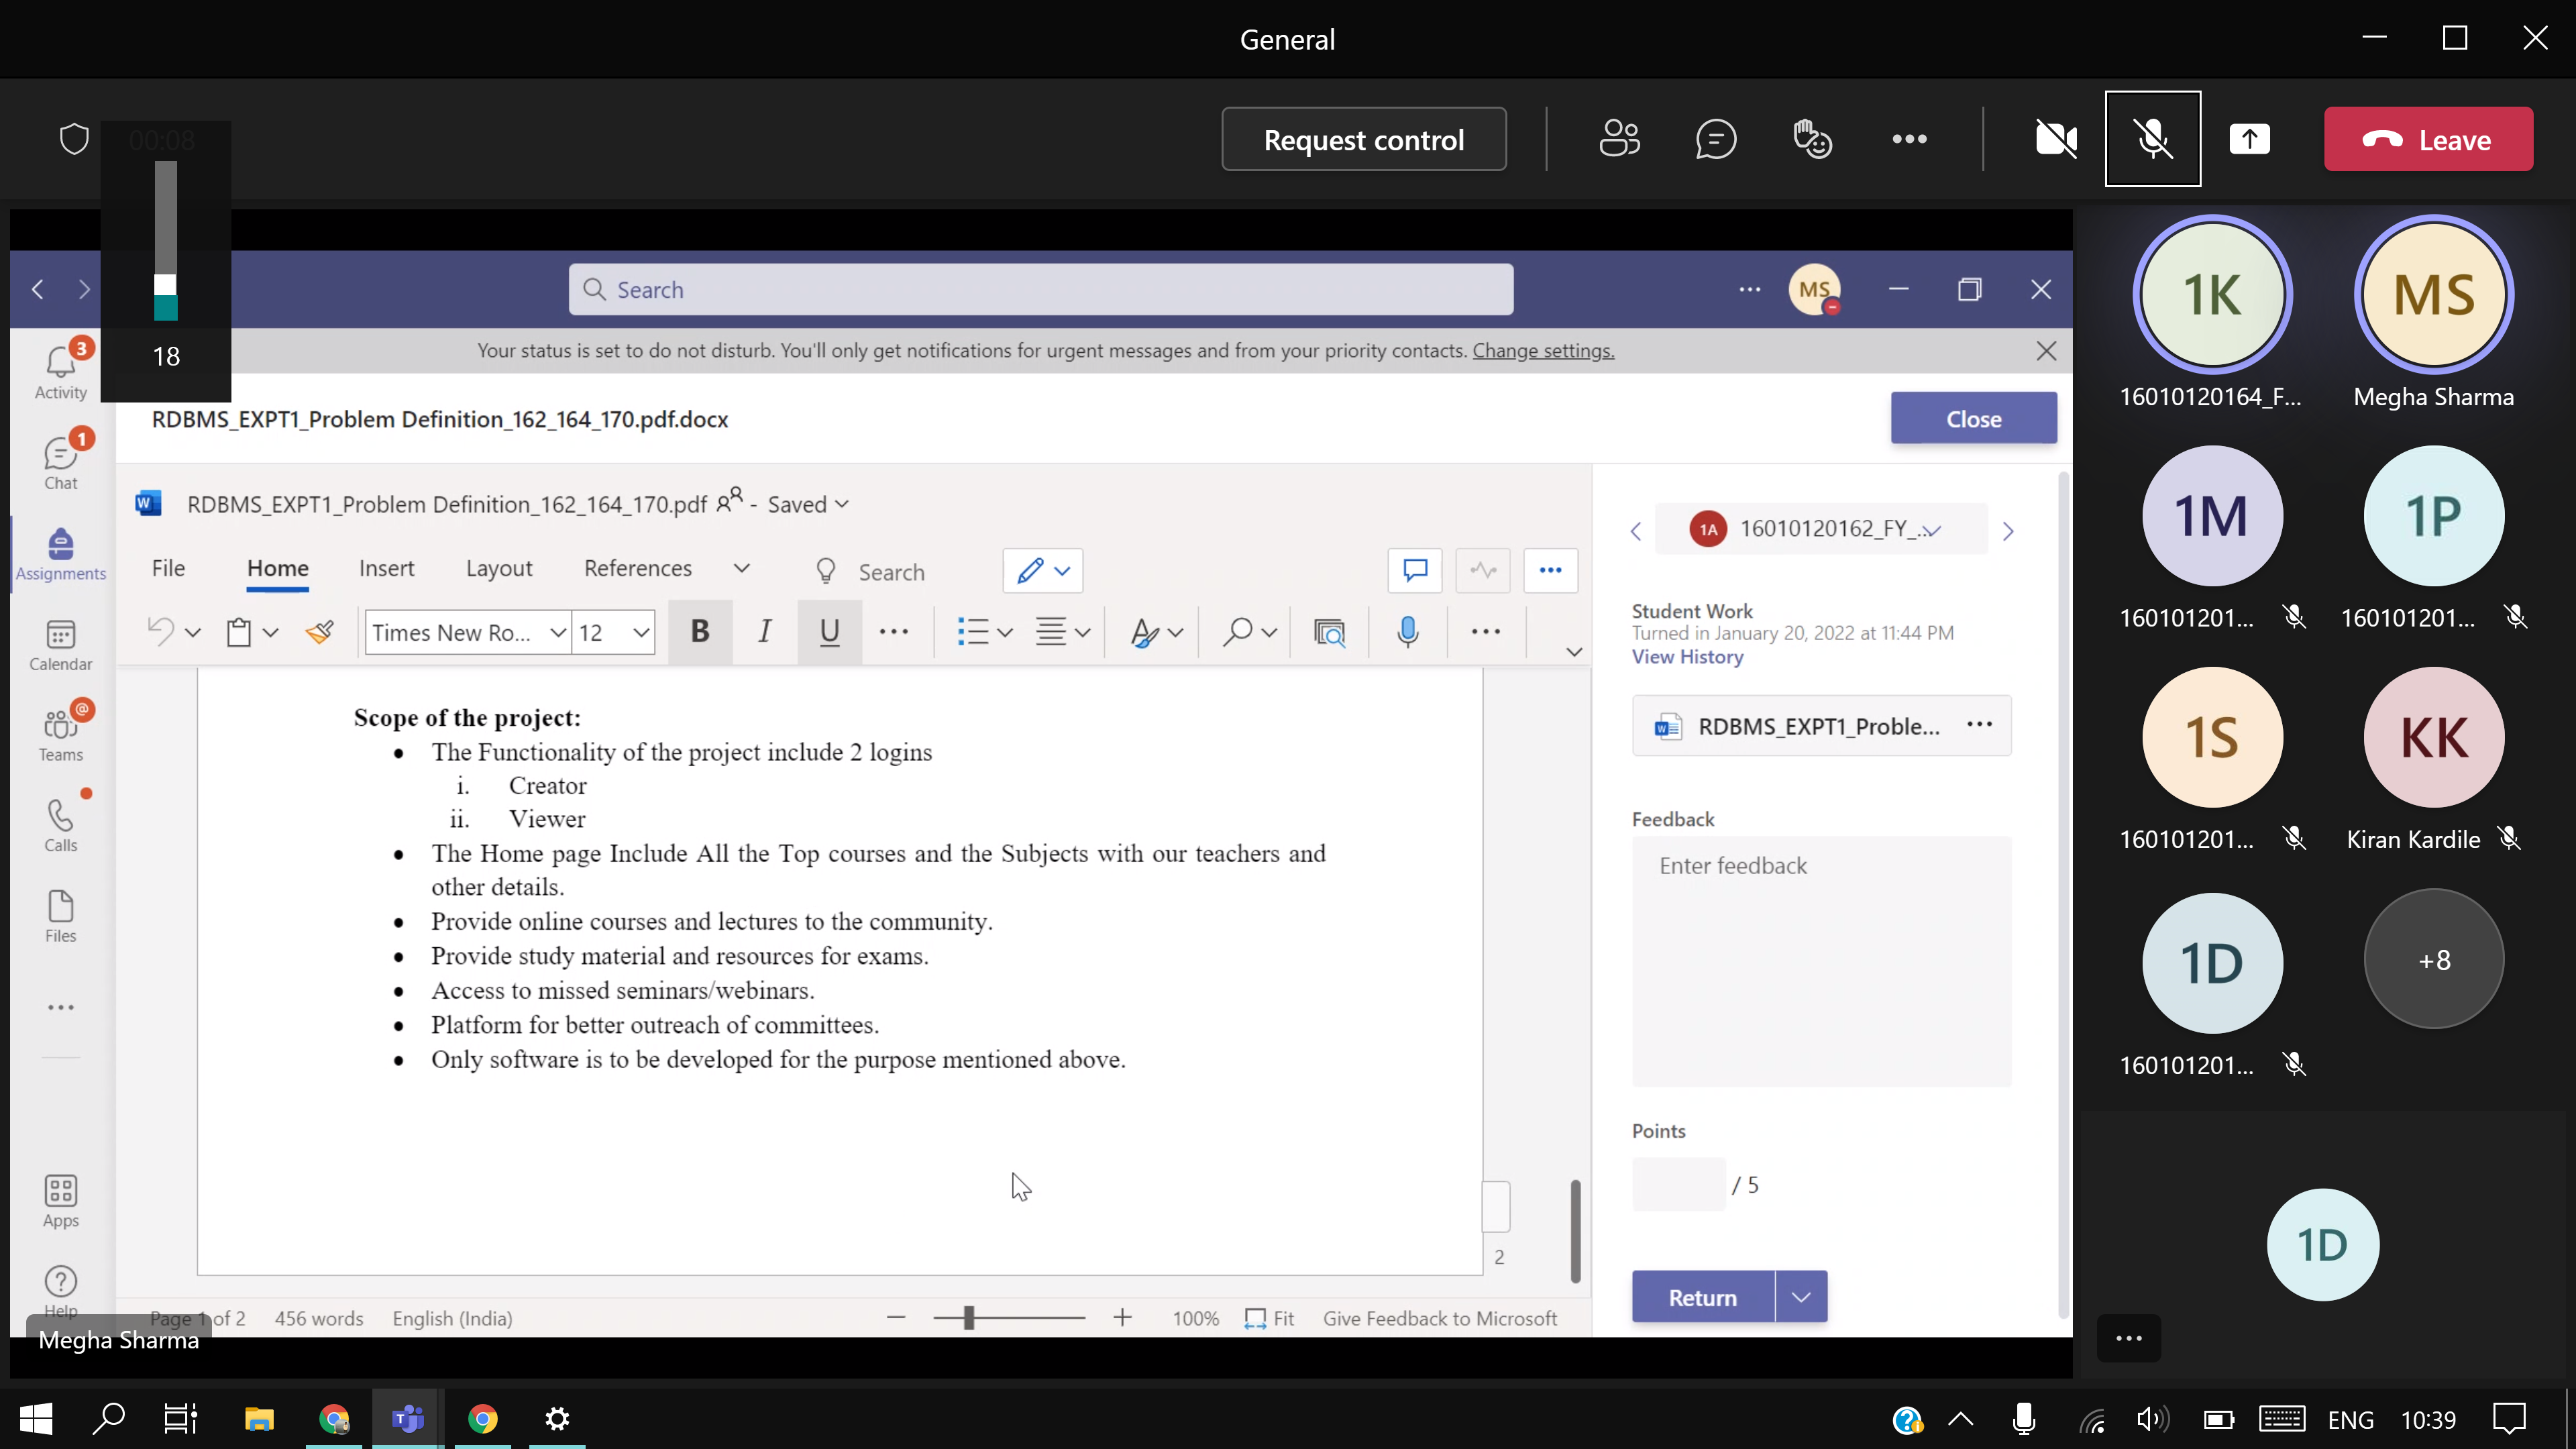 General
00:08
Request control
Leave
18
Search
MS
Your status is set to do not disturb. You'll only get notifications for urgent messages and from your priority contacts. Change settings.
3
Activity
1
Chat
Assignments
Calendar
@
Teams
Calls
Files
Apps
Help
RDBMS_EXPT1_Problem Definition_162_164_170.pdf.docx
Close
RDBMS_EXPT1_Problem Definition_162_164_170.pdf - Saved
File Home Insert Layout References Search
Times New Ro... 12 B I U
Scope of the project:
• The Functionality of the project include 2 logins
i. Creator
ii. Viewer
• The Home page Include All the Top courses and the Subjects with our teachers and
other details.
• Provide online courses and lectures to the community.
• Provide study material and resources for exams.
• Access to missed seminars/webinars.
• Platform for better outreach of committees.
• Only software is to be developed for the purpose mentioned above.
2
Page 1 of 2 456 words English (India) 100% Fit Give Feedback to Microsoft
Megha Sharma
1A 16010120162_FY_...
Student Work
Turned in January 20, 2022 at 11:44 PM
View History
RDBMS_EXPT1_Proble...
Feedback
Enter feedback
Points
/ 5
Return
1K
16010120164_F...
MS
Megha Sharma
1M
160101201...
1P
160101201...
1S
160101201...
KK
Kiran Kardile
1D
160101201...
+8
1D
ENG 10:39